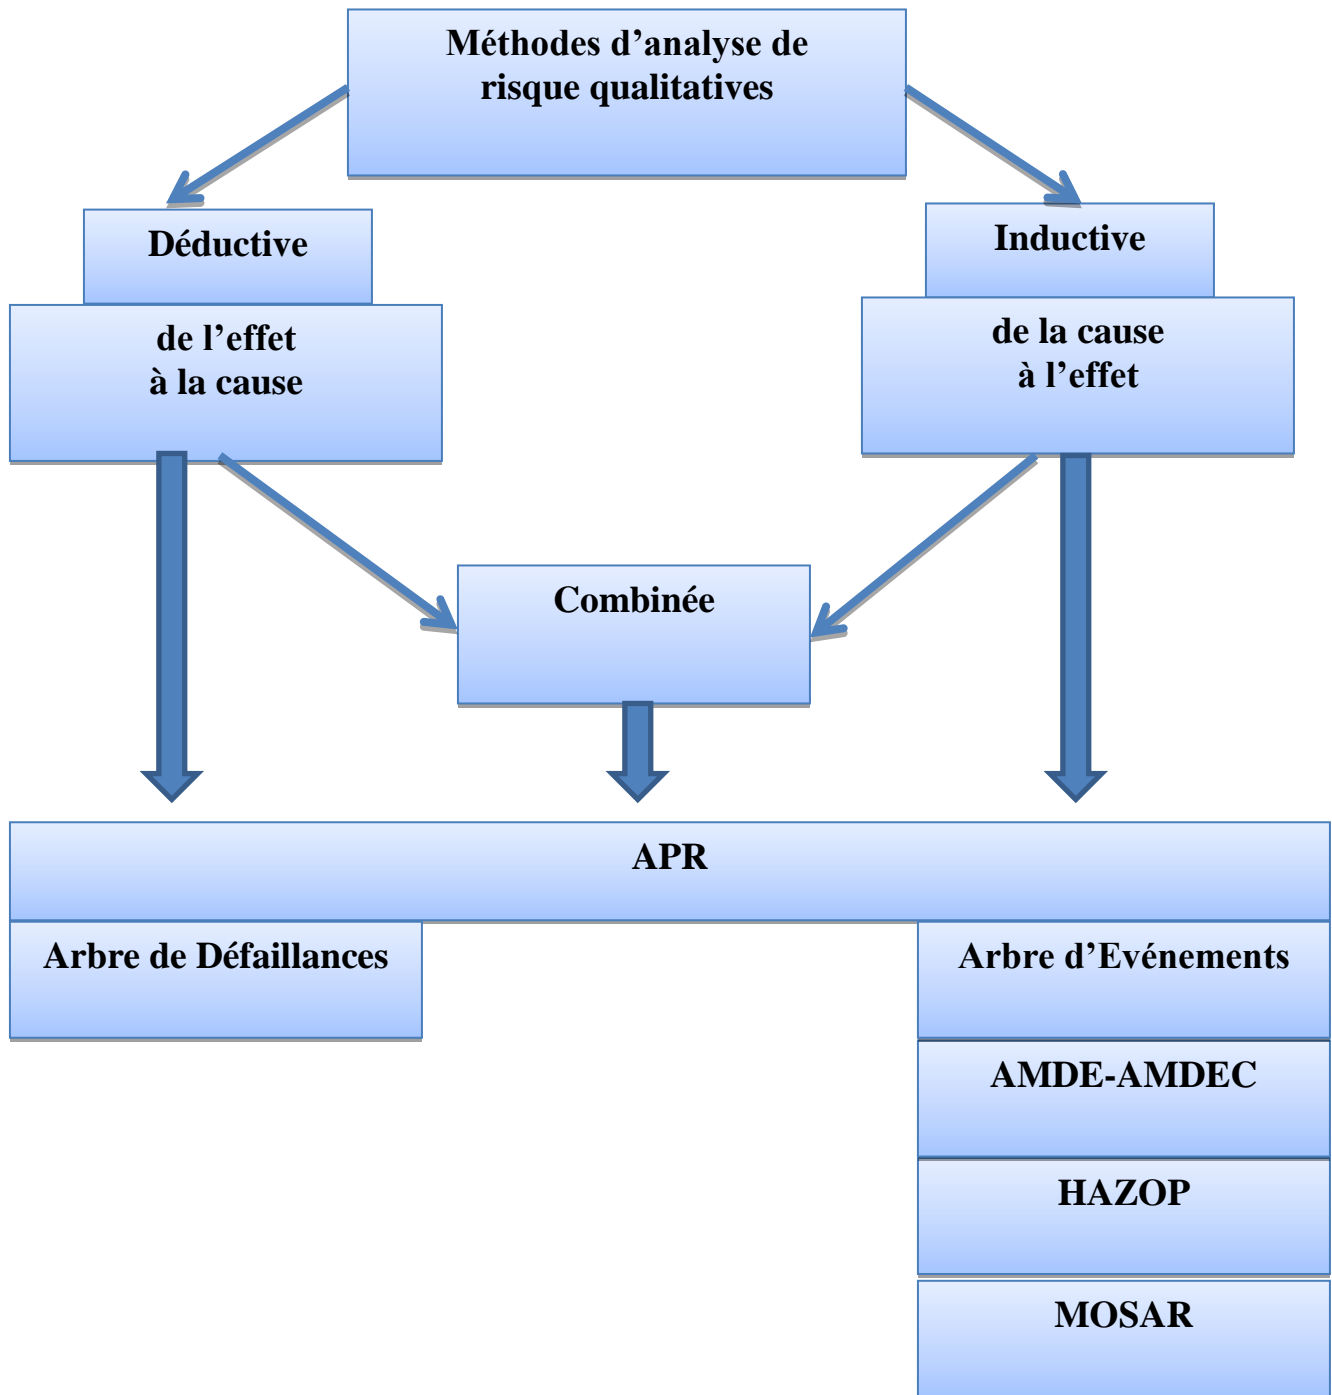 Méthodes d’analyse de
risque qualitatives
Déductive
Inductive
de l’effet
à la cause
de la cause
à l’effet
Combinée
APR
Arbre de Défaillances
Arbre d’Evénements
AMDE-AMDEC
HAZOP
MOSAR